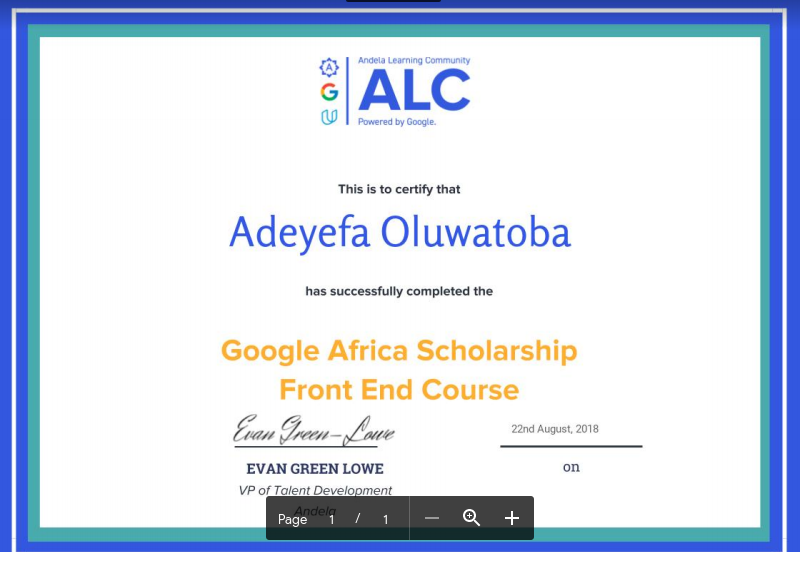 Andela Learning Community
ALC
Powered by Google.
This is to certify that
Adeyefa Oluwatoba
has successfully completed the
Google Africa Scholarship
Front End Course
Evan Green-Lowe
22nd August, 2018
EVAN GREEN LOWE
on
VP of Talent Development
Andela
Page 1 / 1